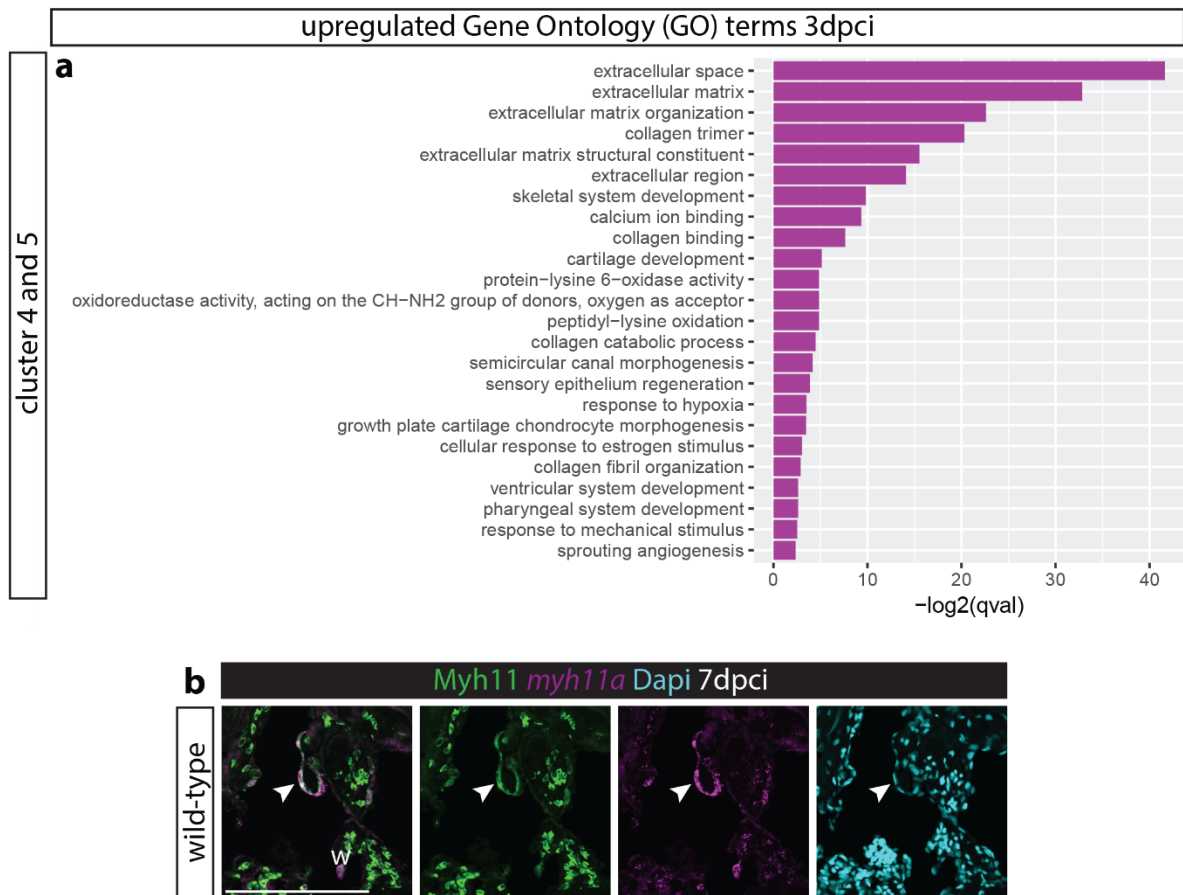 upregulated Gene Ontology (GO) terms 3dpci
cluster 4 and 5
a
extracellular space
extracellular matrix
extracellular matrix organization
collagen trimer
extracellular matrix structural constituent
extracellular region
skeletal system development
calcium ion binding
collagen binding
cartilage development
protein−lysine 6−oxidase activity
oxidoreductase activity, acting on the CH−NH2 group of donors, oxygen as acceptor
peptidyl−lysine oxidation
collagen catabolic process
semicircular canal morphogenesis
sensory epithelium regeneration
response to hypoxia
growth plate cartilage chondrocyte morphogenesis
cellular response to estrogen stimulus
collagen fibril organization
ventricular system development
pharyngeal system development
response to mechanical stimulus
sprouting angiogenesis
0 10 20 30 40
−log2(qval)
b
Myh11 myh11a Dapi 7dpci
wild-type
w